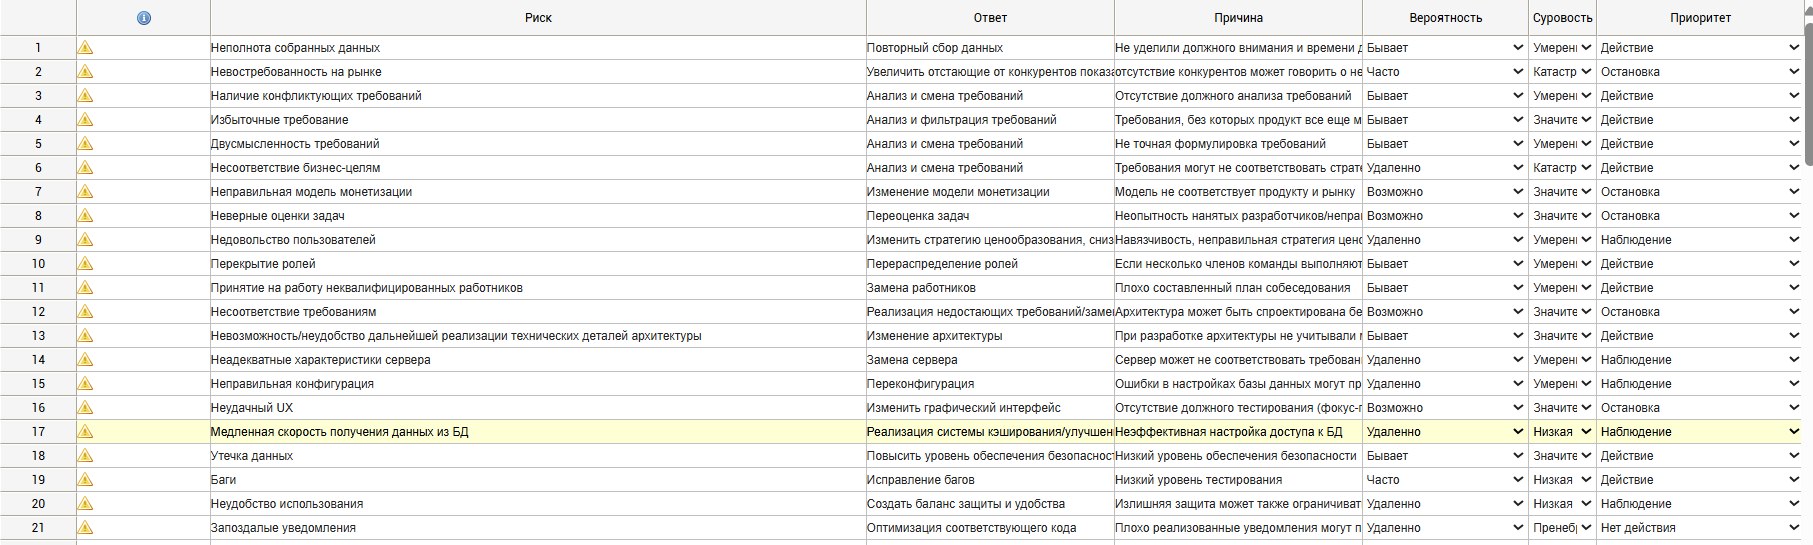 Риск Ответ Причина Вероятность Суровость Приоритет
1 Неполнота собранных данных Повторный сбор данных Не уделили должного внимания и времени Бывает Умерен Действие
2 Невостребованность на рынке Увеличить отстающие от конкурентов показа отсутствие конкурентов может говорить о не Часто Катастр Остановка
3 Наличие конфликтующих требований Анализ и смена требований Отсутствие должного анализа требований Бывает Умерен Действие
4 Избыточные требование Анализ и фильтрация требований Требования, без которых продукт все еще м Бывает Значите Действие
5 Двусмысленность требований Анализ и смена требований Не точная формулировка требований Бывает Умерен Действие
6 Несоответствие бизнес-целям Анализ и смена требований Требования могут не соответствовать страте Удаленно Катастр Действие
7 Неправильная модель монетизации Изменение модели монетизации Модель не соответствует продукту и рынку Возможно Значите Остановка
8 Неверные оценки задач Переоценка задач Неопытность нанятых разработчиков/непра Возможно Значите Остановка
9 Недовольство пользователей Изменить стратегию ценообразования, сниз Навязчивость, неправильная стратегия цен Удаленно Умерен Наблюдение
10 Перекрытие ролей Перераспределение ролей Если несколько членов команды выполняют Бывает Умерен Действие
11 Принятие на работу неквалифицированных работников Замена работников Плохо составленный план собеседования Бывает Умерен Действие
12 Несоответствие требованиям Реализация недостающих требований/заме Архитектура может быть спроектирована бе Возможно Значите Остановка
13 Невозможность/неудобство дальнейшей реализации технических деталей архитектуры Изменение архитектуры При разработке архитектуры не учитывали Бывает Значите Действие
14 Неадекватные характеристики сервера Замена сервера Сервер может не соответствовать требован Удаленно Умерен Наблюдение
15 Неправильная конфигурация Переконфигурация Ошибки в настройках базы данных могут пр Удаленно Умерен Наблюдение
16 Неудачный UX Изменить графический интерфейс Отсутствие должного тестирования (фокус-г Возможно Значите Остановка
17 Медленная скорость получения данных из БД Реализация системы кэширования/улучшен Неэффективная настройка доступа к БД Удаленно Низкая Наблюдение
18 Утечка данных Повысить уровень обеспечения безопасност Низкий уровень обеспечения безопасности Бывает Значите Действие
19 Баги Исправление багов Низкий уровень тестирования Часто Низкая Действие
20 Неудобство использования Создать баланс защиты и удобства Излишняя защита может также ограничиват Удаленно Низкая Наблюдение
21 Запоздалые уведомления Оптимизация соответствующего кода Плохо реализованные уведомления могут п Удаленно Пренеб Нет действия